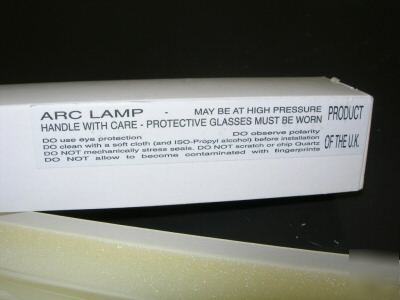 ARC LAMP - MAY BE AT HIGH PRESSURE
HANDLE WITH CARE - PROTECTIVE GLASSES MUST BE WORN
DO use eye protection DO observe polarity
DO clean with a soft cloth (and ISO-Propyl alcohol) before installation
DO NOT mechanically stress seals. DO NOT scratch or chip Quartz
DO NOT allow to become contaminated with fingerprints
PRODUCT
OF THE U.K.